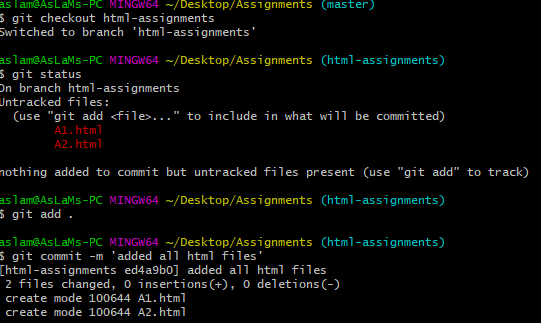 aslam@AsLaMs-PC MINGW64 ~/Desktop/Assignments (master)
$ git checkout html-assignments
Switched to branch 'html-assignments'
aslam@AsLaMs-PC MINGW64 ~/Desktop/Assignments (html-assignments)
$ git status
On branch html-assignments
Untracked files:
(use "git add <file>..." to include in what will be committed)
A1.html
A2.html
nothing added to commit but untracked files present (use "git add" to track)
aslam@AsLaMs-PC MINGW64 ~/Desktop/Assignments (html-assignments)
$ git add .
aslam@AsLaMs-PC MINGW64 ~/Desktop/Assignments (html-assignments)
$ git commit -m 'added all html files'
[html-assignments ed4a9b0] added all html files
2 files changed, 0 insertions(+), 0 deletions(-)
create mode 100644 A1.html
create mode 100644 A2.html